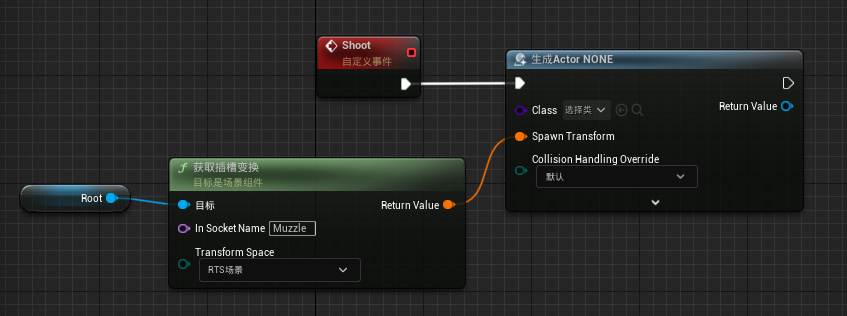 Shoot
自定义事件
生成Actor NONE
Class
选择类
Return Value
Spawn Transform
Collision Handling Override
默认
获取插槽变换
目标是场景组件
Root
目标
Return Value
In Socket Name
Muzzle
Transform Space
RTS场景